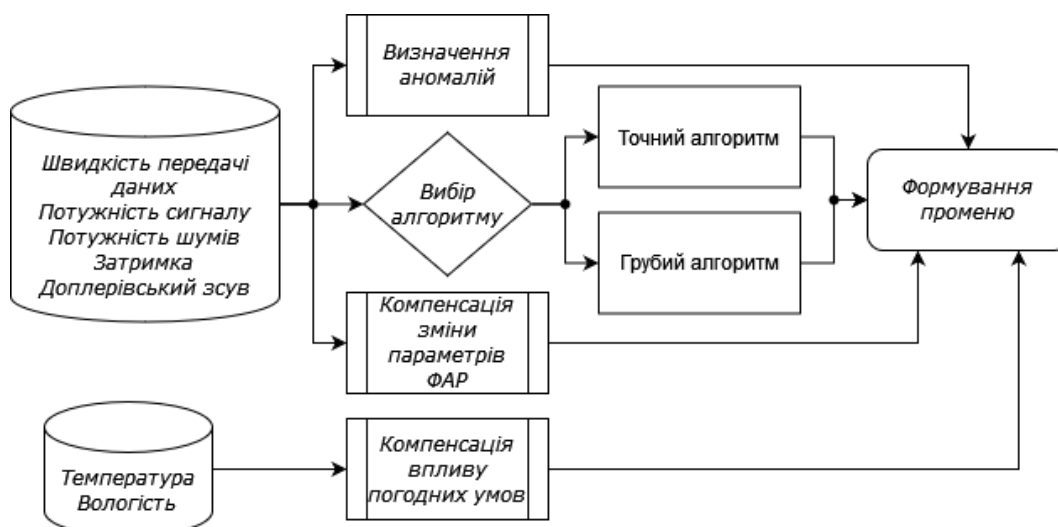 Визначення
аномалій
Швидкість передачі
даних
Потужність сигналу
Потужність шумів
Затримка
Доплерівський зсув
Вибір
алгоритму
Точний алгоритм
Грубий алгоритм
Формування
променю
Компенсація
зміни
параметрів
ФАР
Температура
Вологість
Компенсація
впливу
погодних умов